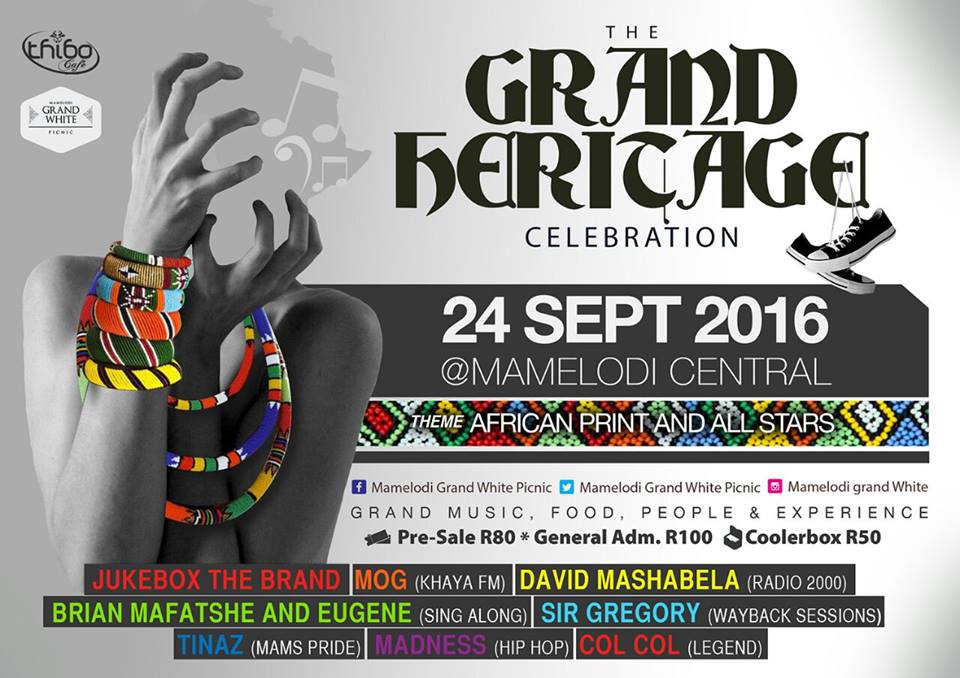 thibo
Café
MAMELODI
GRAND
WHITE
PICNIC
THE
GRAND
HERITAGE
CELEBRATION
24 SEPT 2016
@MAMELODI CENTRAL
THEME AFRICAN PRINT AND ALL STARS
Mamelodi Grand White Picnic Mamelodi Grand White Picnic Mamelodi grand White
GRAND MUSIC, FOOD, PEOPLE & EXPERIENCE
Pre-Sale R80 * General Adm. R100 Coolerbox R50
JUKEBOX THE BRAND MOG (KHAYA FM) DAVID MASHABELA (RADIO 2000)
BRIAN MAFATSHE AND EUGENE (SING ALONG) SIR GREGORY (WAYBACK SESSIONS)
TINAZ (MAMS PRIDE) MADNESS (HIP HOP) COL COL (LEGEND)